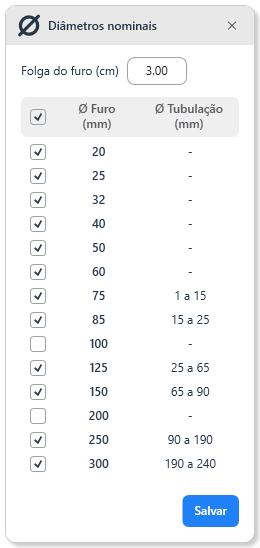 Diâmetros nominais
Folga do furo (cm) 3.00
Ø Furo (mm) Ø Tubulação (mm)
20 -
25 -
32 -
40 -
50 -
60 -
75 1 a 15
85 15 a 25
100 -
125 25 a 65
150 65 a 90
200 -
250 90 a 190
300 190 a 240
Salvar